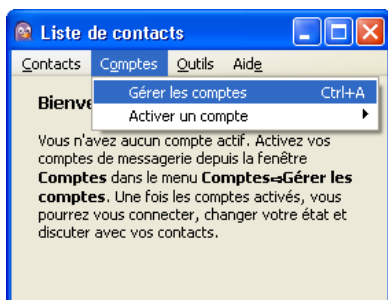 Liste de contacts
Contacts Comptes Outils Aide
Gérer les comptes Ctrl+A
Activer un compte
Vous n'avez aucun compte actif. Activez vos
comptes de messagerie depuis la fenêtre
Comptes dans le menu Comptes⇨Gérer les
comptes. Une fois les comptes activés, vous
pourrez vous connecter, changer votre état et
discuter avec vos contacts.